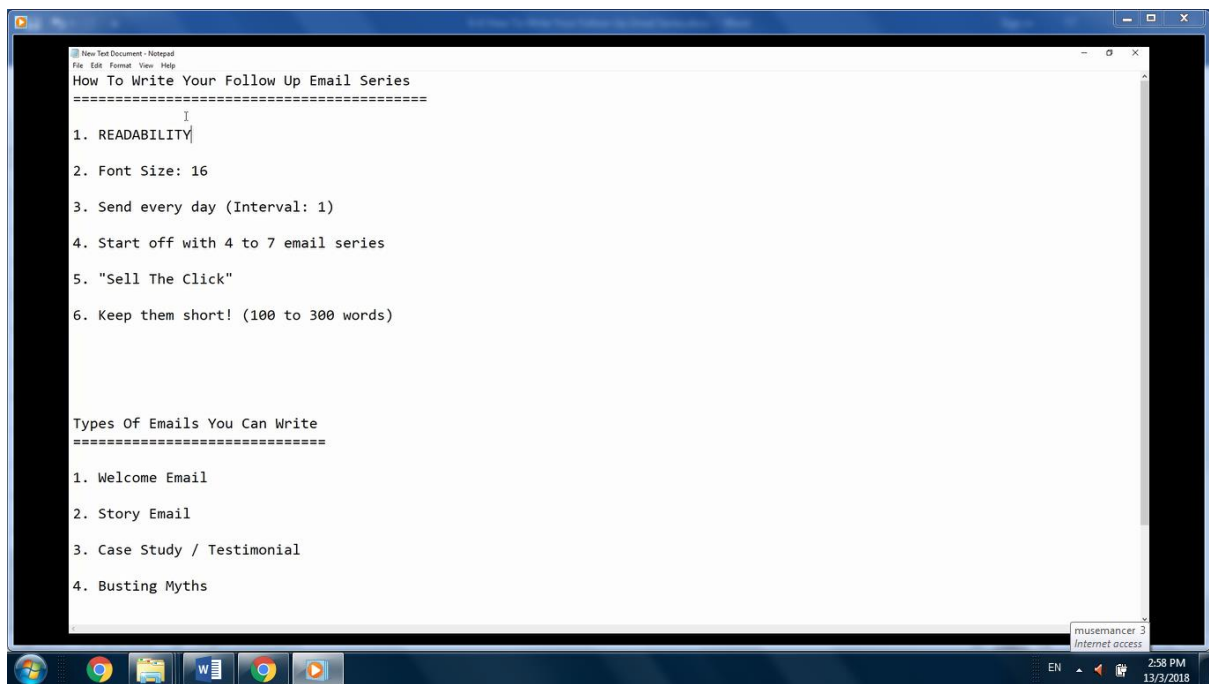 New Text Document - Notepad
File Edit Format View Help
How To Write Your Follow Up Email Series
==========================================
1. READABILITY
2. Font Size: 16
3. Send every day (Interval: 1)
4. Start off with 4 to 7 email series
5. "Sell The Click"
6. Keep them short! (100 to 300 words)
Types Of Emails You Can Write
==============================
1. Welcome Email
2. Story Email
3. Case Study / Testimonial
4. Busting Myths
musemancer 3
Internet access
EN
2:58 PM
13/3/2018